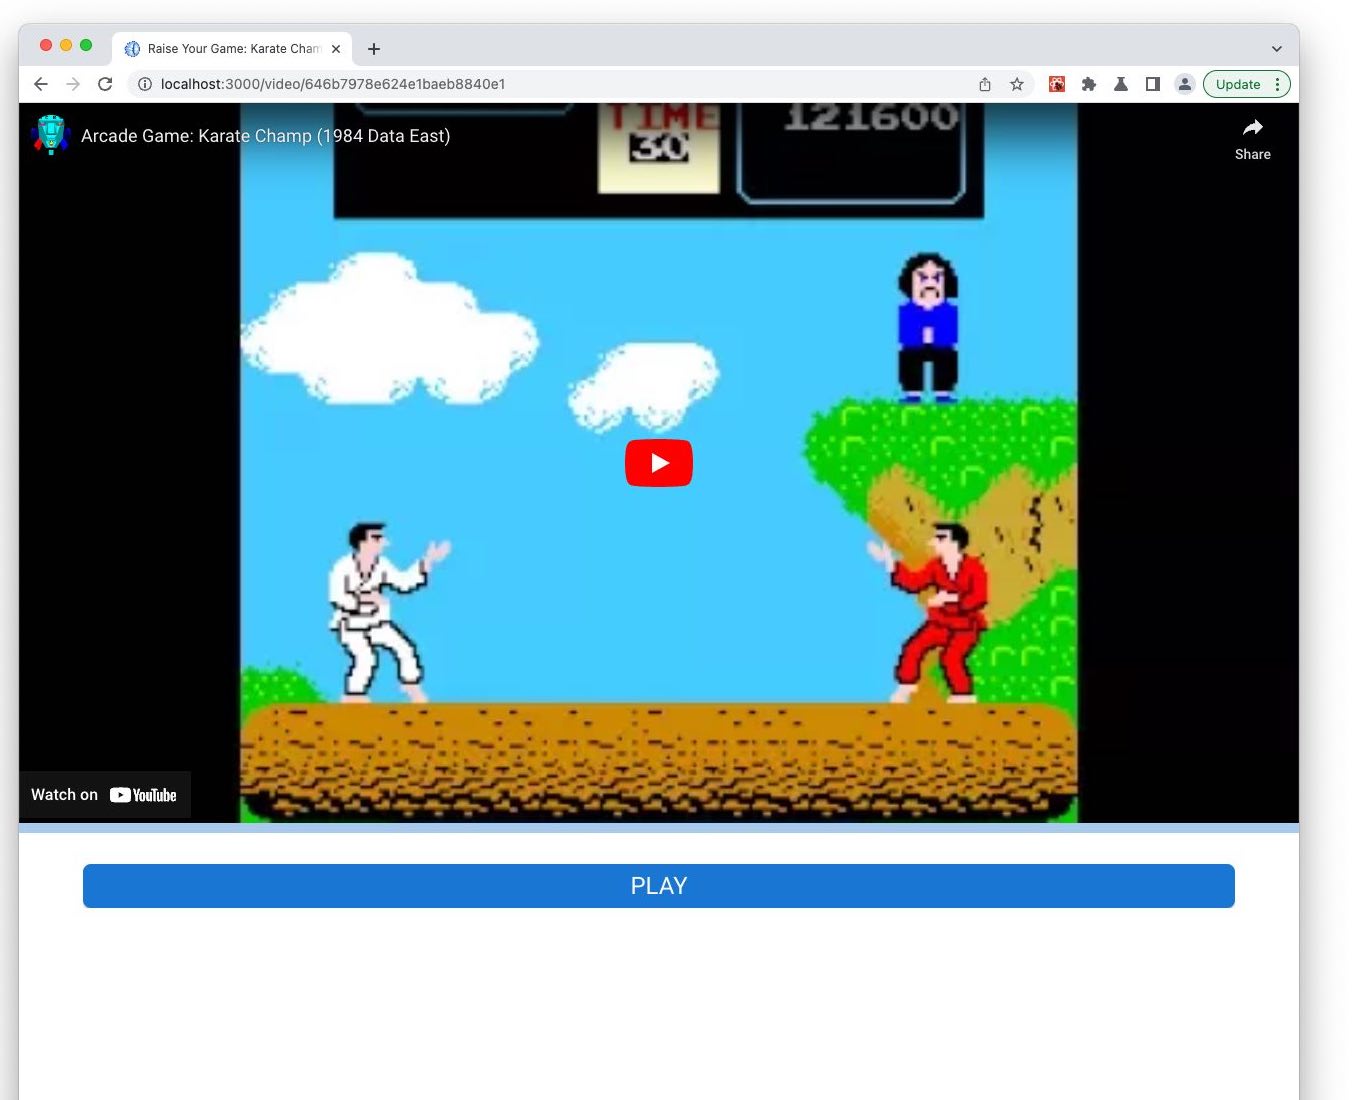 Raise Your Game: Karate Cham
localhost:3000/video/646b7978e624e1baeb8840e1
Update
Arcade Game: Karate Champ (1984 Data East)
Share
TIME
30
121600
Watch on YouTube
PLAY